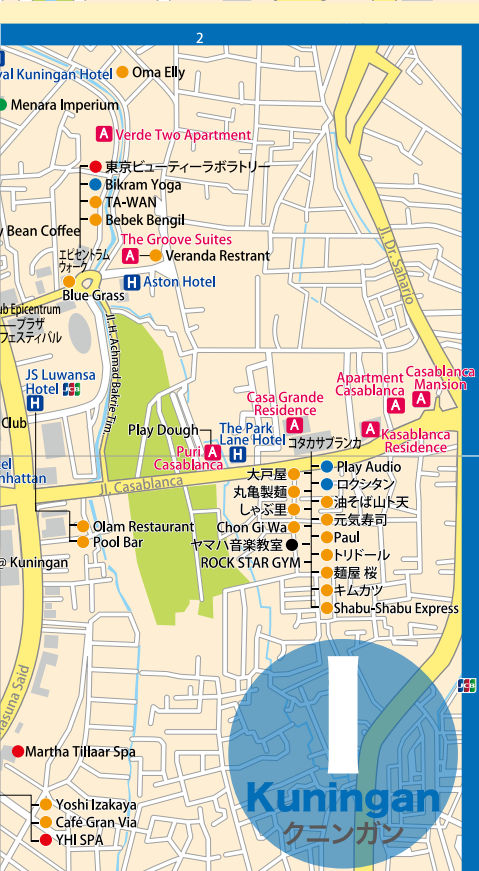 2
al Kuningan Hotel
Oma Elly
Menara Imperium
A Verde Two Apartment
東京ビューティーラボラトリー
Bikram Yoga
TA-WAN
Bebek Bengil
Bean Coffee
The Groove Suites
エピセントラム
ウォーク
A
Veranda Restrant
H Aston Hotel
Blue Grass
Jl. Dr. Saharjo
ub Epicentrum
プラザ
フェスティバル
Jl. H. Achmad Bakrie Tim.
JS Luwansa
Hotel JCB
H
Club
Apartment
Casablanca
A
Casablanca
Mansion
A
Casa Grande
Residence
A
Play Dough
The Park
Lane Hotel
H
コタカサブランカ
A Kasablanca
Residence
Puri A
Casablanca
el
nhattan
Jl. Casablanca
大戸屋
丸亀製麺
しゃぶ里
Chon Gi Wa
ヤマハ音楽教室
ROCK STAR GYM
Play Audio
ロクシタン
油そば山ト天
元気寿司
Paul
トリドール
麺屋 桜
キムカツ
Shabu-Shabu Express
Olam Restaurant
Pool Bar
@ Kuningan
asuna Said
JCB
Martha Tillaar Spa
Yoshi Izakaya
Café Gran Via
YHI SPA
I
Kuningan
クニンガン